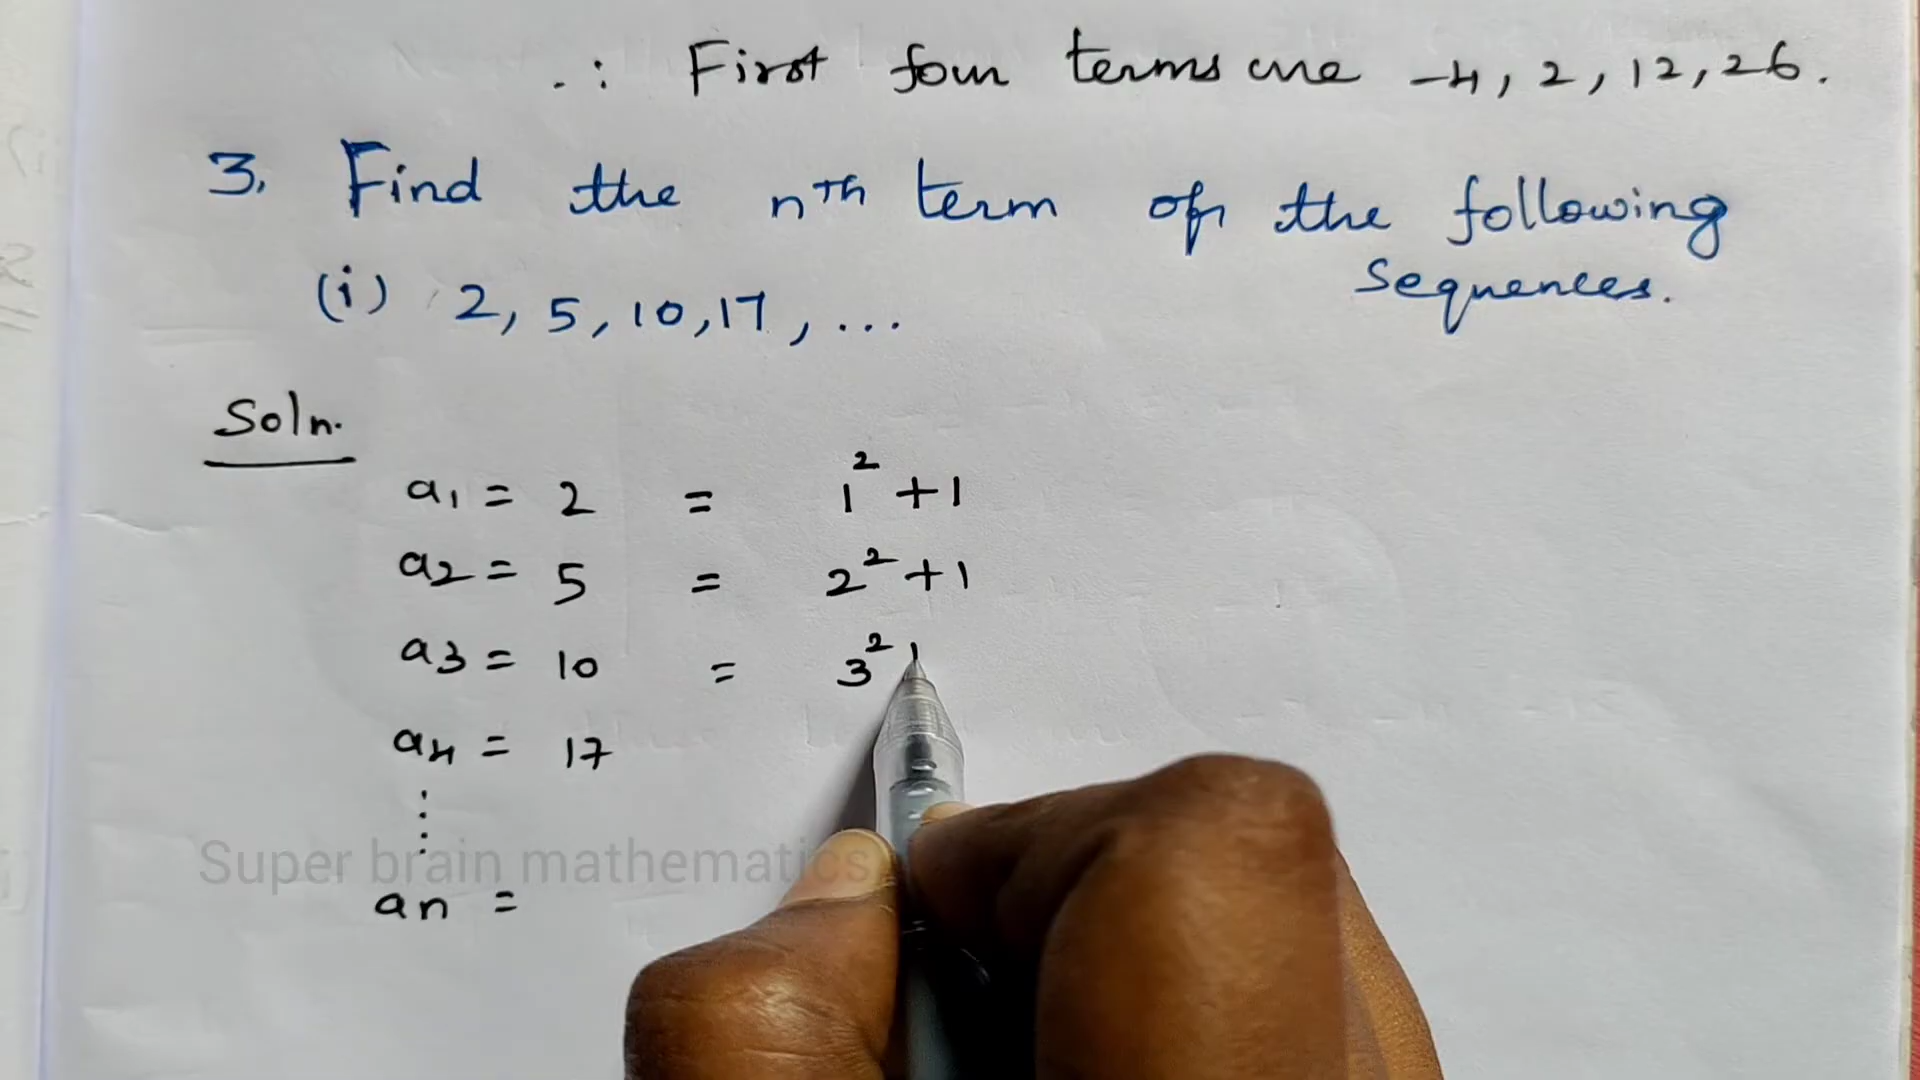 ∴ First four terms are -4, 2, 12, 26.
3. Find the nth term of the following
sequences.
(i) 2, 5, 10, 17, ...
Soln.
a1 = 2 = 1² + 1
a2 = 5 = 2² + 1
a3 = 10 = 3²
a4 = 17
⋮
Super brain mathematics
an =